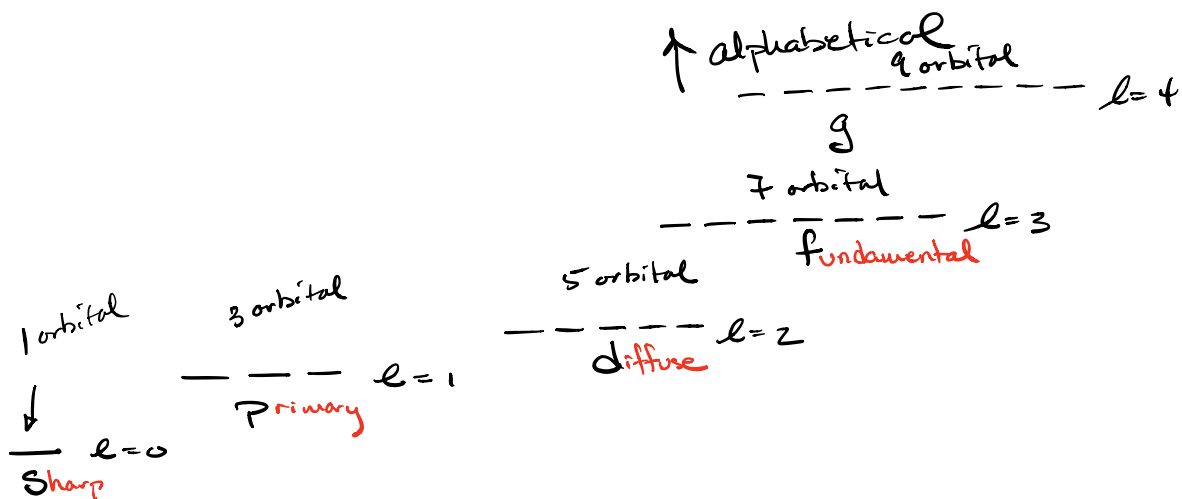 ↑ alphabetical
9 orbital
l=4
g
7 orbital
l=3
fundamental
5 orbital
l=2
diffuse
3 orbital
l=1
primary
1 orbital
l=0
sharp